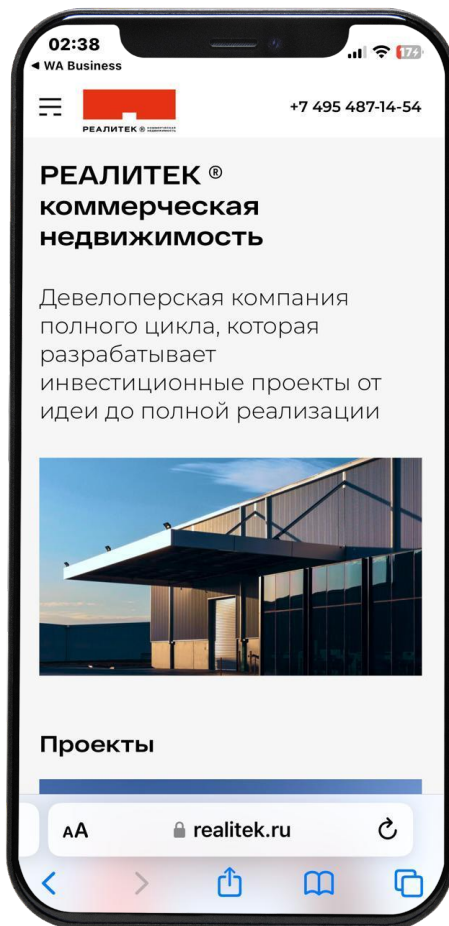 02:38
◀ WA Business
17
+7 495 487-14-54
РЕАЛИТЕК ®
РЕАЛИТЕК ®
коммерческая
недвижимость
Девелоперская компания
полного цикла, которая
разрабатывает
инвестиционные проекты от
идеи до полной реализации
Проекты
AA
realitek.ru